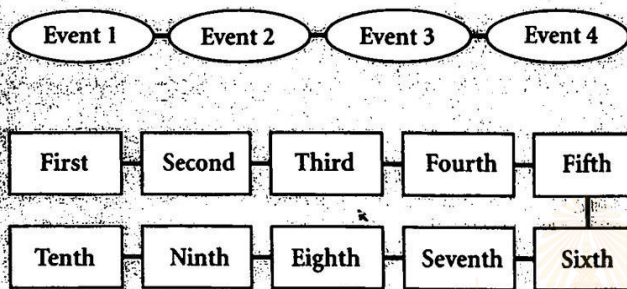 Event 1 Event 2 Event 3 Event 4
First Second Third Fourth Fifth
Tenth Ninth Eighth Seventh Sixth